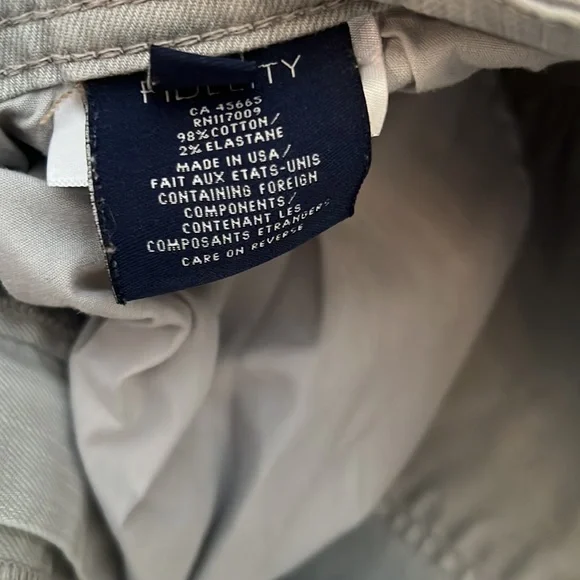 FIDELITY
CA 45665
RN117009
98% COTTON/
2% ELASTANE
MADE IN USA/
FAIT AUX ETATS-UNIS
CONTAINING FOREIGN
COMPONENTS/
CONTENANT LES
COMPOSANTS ETRANGERS
CARE ON REVERSE